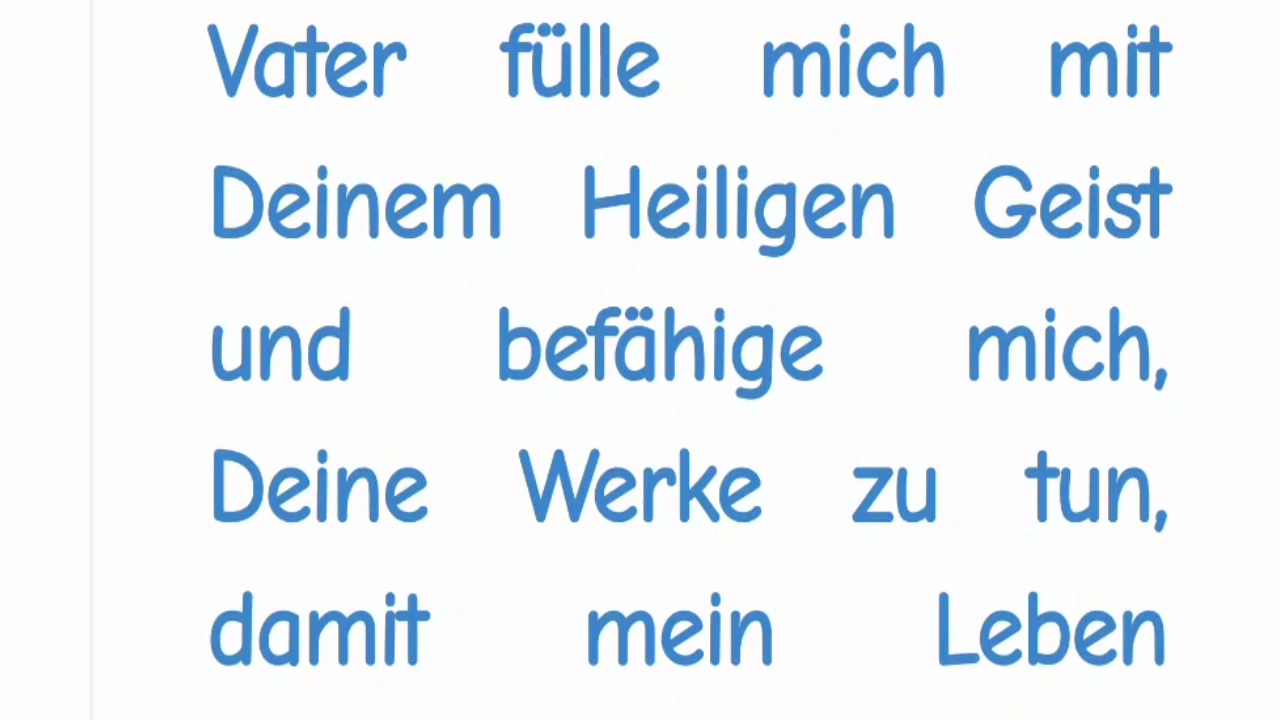 Vater fülle mich mit
Deinem Heiligen Geist
und befähige mich,
Deine Werke zu tun,
damit mein Leben